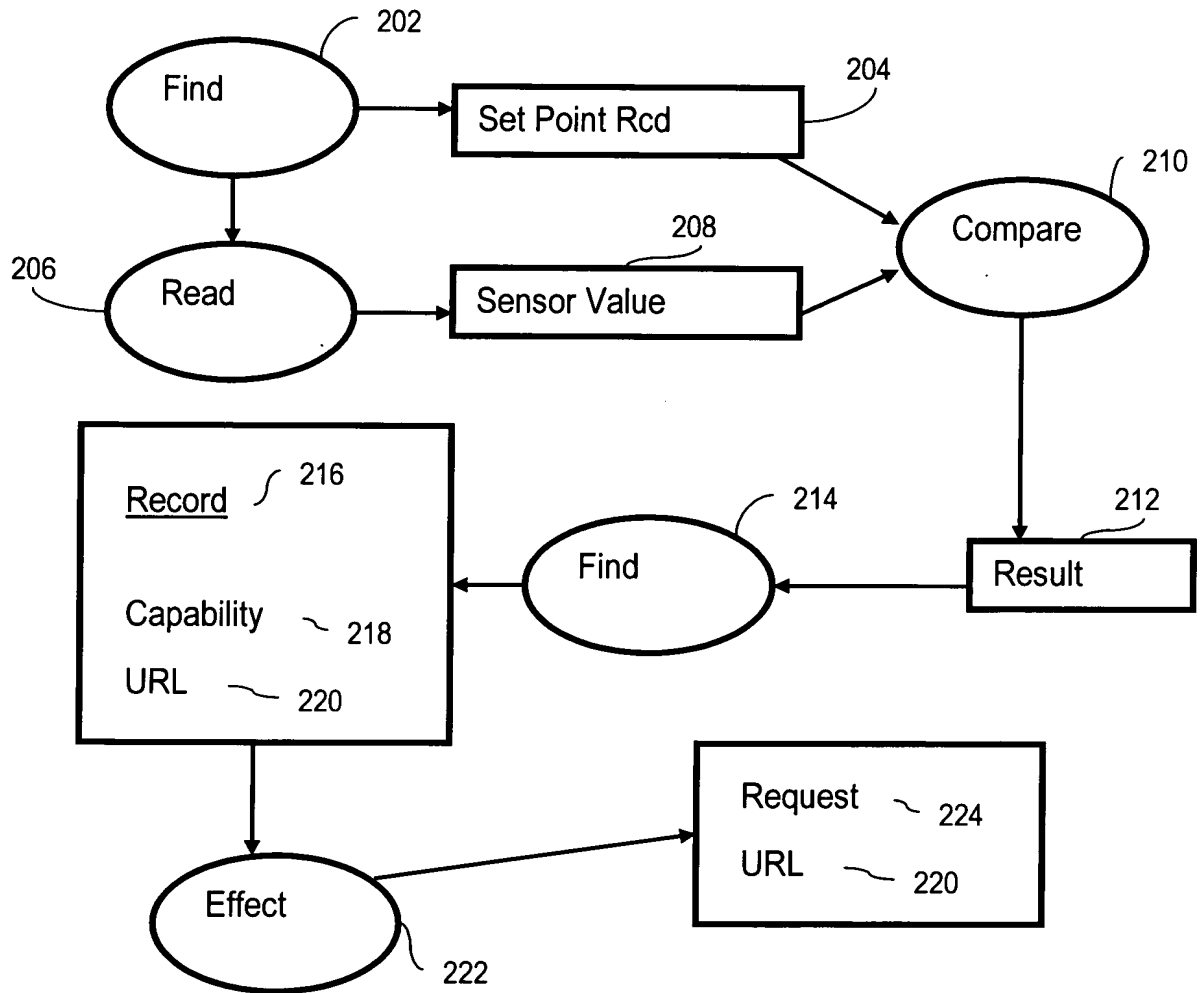 202
Find
204
Set Point Rcd
210
Compare
206
Read
208
Sensor Value
Record 216
Capability 218
URL 220
214
Find
212
Result
Request 224
URL 220
Effect
222